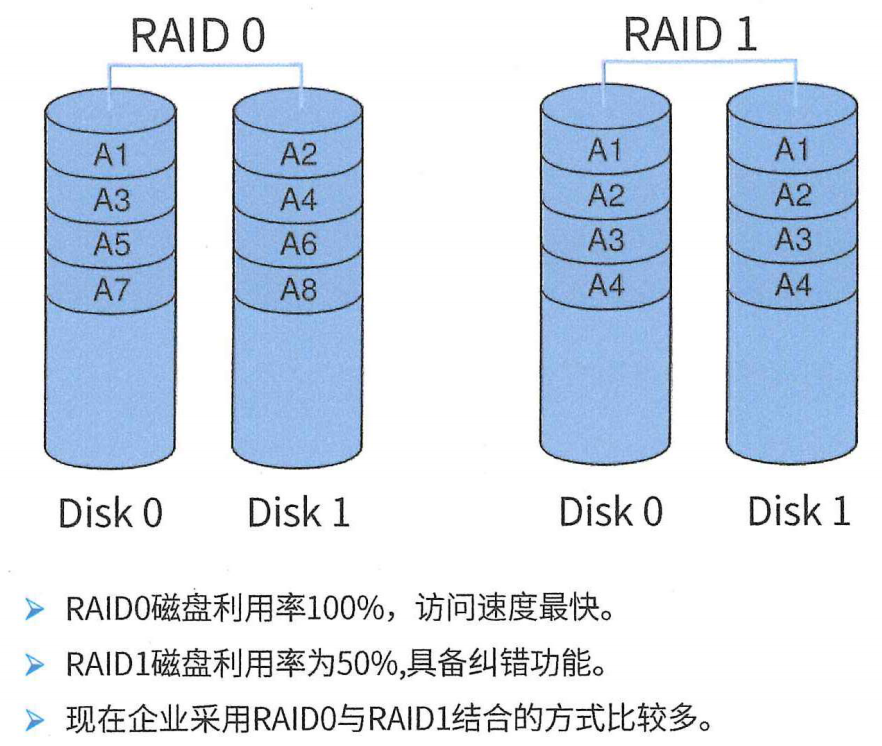 RAID 0
RAID 1
A1
A2
A1
A1
A3
A4
A2
A2
A5
A6
A3
A3
A7
A8
A4
A4
Disk 0
Disk 1
Disk 0
Disk 1
➢ RAID0磁盘利用率100%，访问速度最快。
➢ RAID1磁盘利用率为50%,具备纠错功能。
➢ 现在企业采用RAID0与RAID1结合的方式比较多。